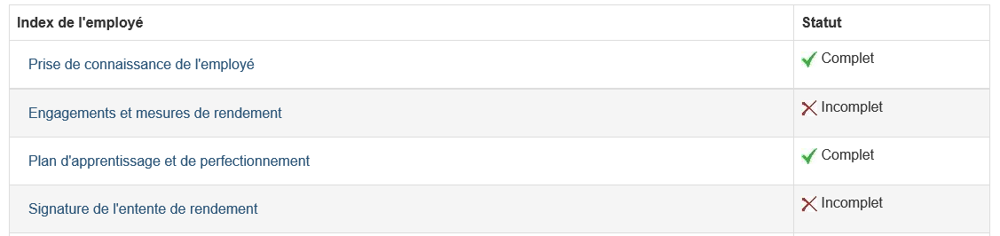 Index de l'employé Statut
Prise de connaissance de l'employé Complet
Engagements et mesures de rendement Incomplet
Plan d'apprentissage et de perfectionnement Complet
Signature de l'entente de rendement Incomplet